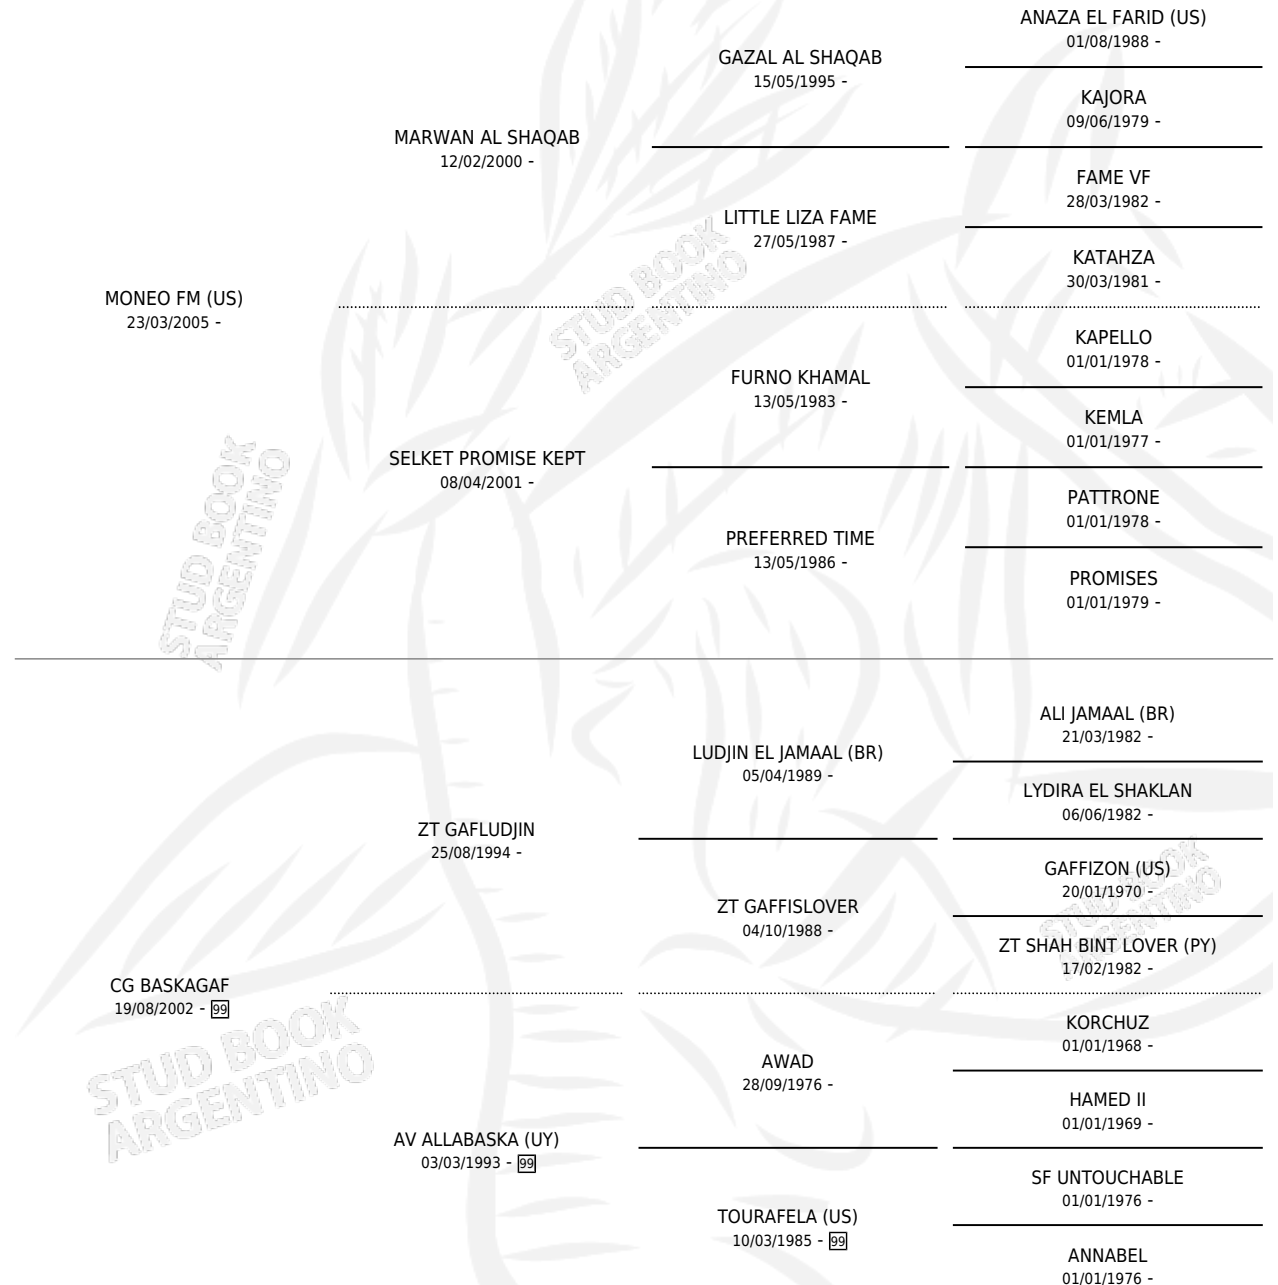 ANAZA EL FARID (US)
01/08/1988 -
GAZAL AL SHAQAB
15/05/1995 -
KAJORA
09/06/1979 -
MARWAN AL SHAQAB
12/02/2000 -
FAME VF
28/03/1982 -
LITTLE LIZA FAME
27/05/1987 -
KATAHZA
30/03/1981 -
MONEO FM (US)
23/03/2005 -
KAPELLO
01/01/1978 -
FURNO KHAMAL
13/05/1983 -
KEMLA
01/01/1977 -
SELKET PROMISE KEPT
08/04/2001 -
PATTRONE
01/01/1978 -
PREFERRED TIME
13/05/1986 -
PROMISES
01/01/1979 -
ALI JAMAAL (BR)
21/03/1982 -
LUDJIN EL JAMAAL (BR)
05/04/1989 -
LYDIRA EL SHAKLAN
06/06/1982 -
ZT GAFLUDJIN
25/08/1994 -
GAFFIZON (US)
20/01/1970 -
ZT GAFFISLOVER
04/10/1988 -
ZT SHAH BINT LOVER (PY)
17/02/1982 -
CG BASKAGAF
19/08/2002 - 99
KORCHUZ
01/01/1968 -
AWAD
28/09/1976 -
HAMED II
01/01/1969 -
AV ALLABASKA (UY)
03/03/1993 - 99
SF UNTOUCHABLE
01/01/1976 -
TOURAFELA (US)
10/03/1985 - 99
ANNABEL
01/01/1976 -
STUD BOOK
ARGENTINO
STUD BOOK
ARGENTINO
STUD BOOK
ARGENTINO
STUD BOOK
ARGENTINO